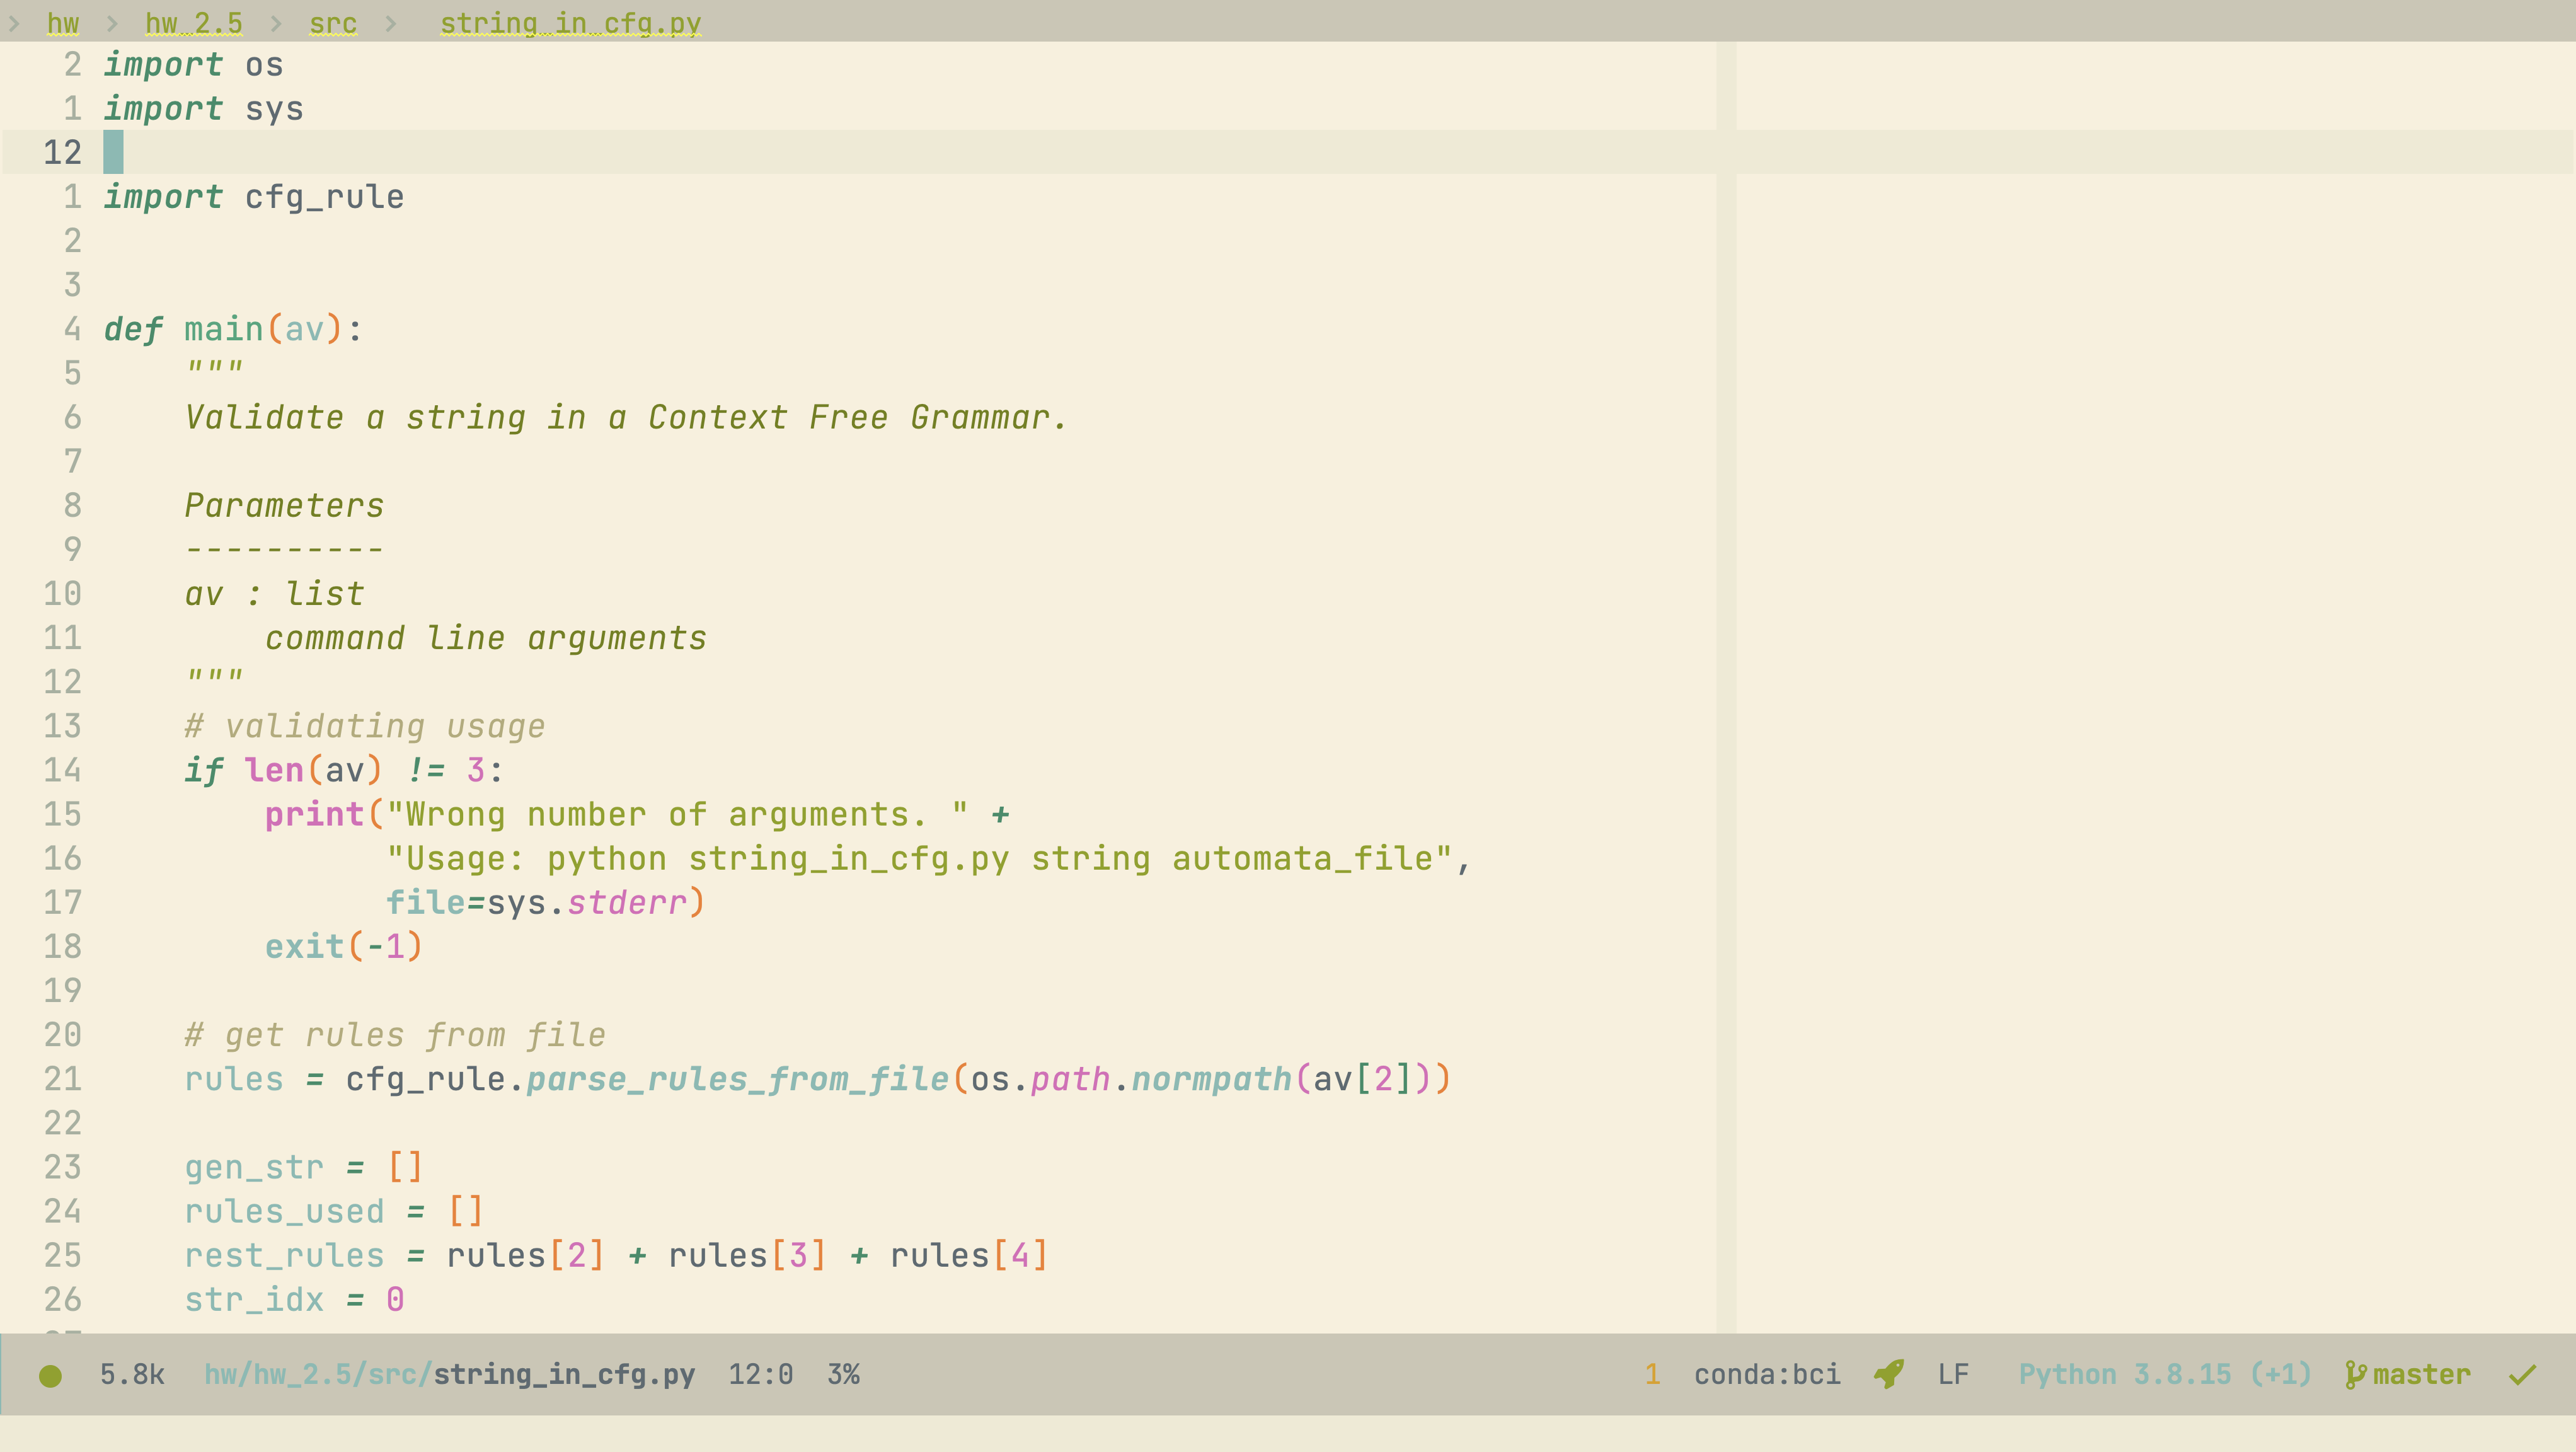 > hw > hw_2.5 > src > string_in_cfg.py
2 import os
1 import sys
12
1 import cfg_rule
2
3
4 def main(av):
5     """
6     Validate a string in a Context Free Grammar.
7
8     Parameters
9     ----------
10     av : list
11         command line arguments
12     """
13     # validating usage
14     if len(av) != 3:
15         print("Wrong number of arguments. " +
16               "Usage: python string_in_cfg.py string automata_file",
17               file=sys.stderr)
18         exit(-1)
19
20     # get rules from file
21     rules = cfg_rule.parse_rules_from_file(os.path.normpath(av[2]))
22
23     gen_str = []
24     rules_used = []
25     rest_rules = rules[2] + rules[3] + rules[4]
26     str_idx = 0
5.8k hw/hw_2.5/src/string_in_cfg.py 12:0 3% 1 conda:bci LF Python 3.8.15 (+1) master